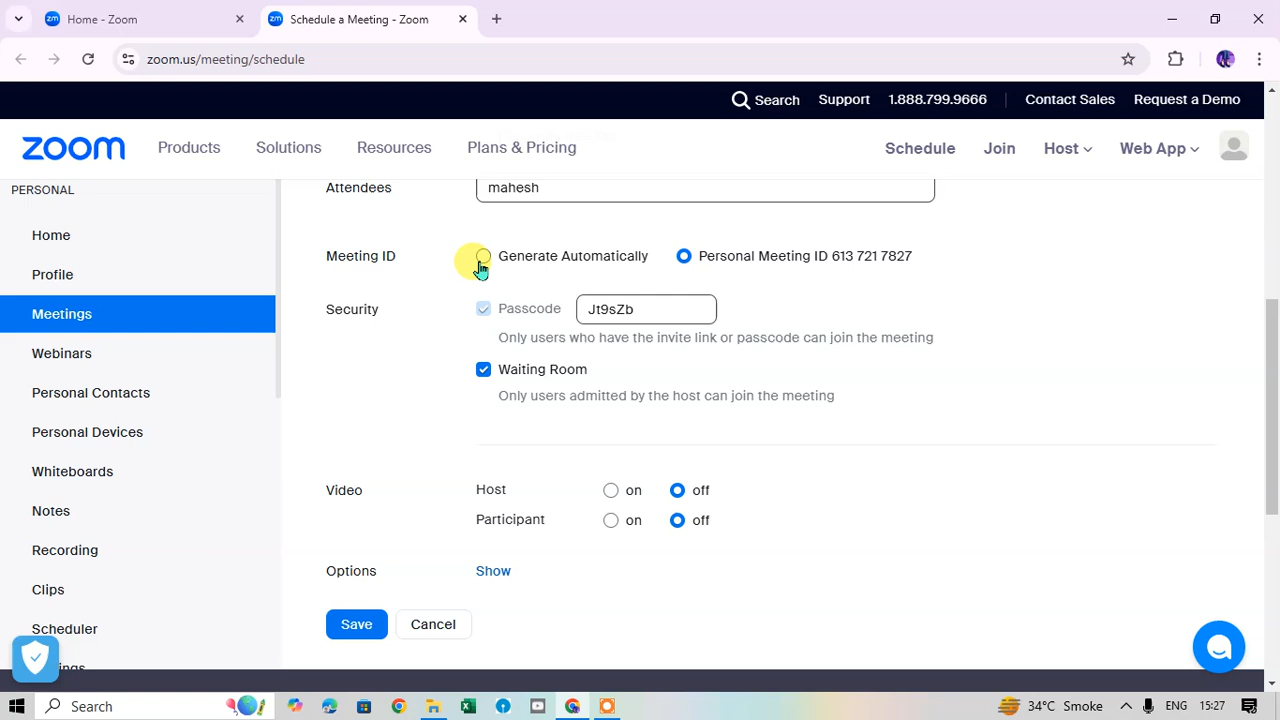 Home - Zoom
Schedule a Meeting - Zoom
zoom.us/meeting/schedule
Search Support 1.888.799.9666 Contact Sales Request a Demo
zoom Products Solutions Resources Plans & Pricing Schedule Join Host Web App
PERSONAL
Home
Profile
Meetings
Webinars
Personal Contacts
Personal Devices
Whiteboards
Notes
Recording
Clips
Scheduler
Attendees mahesh
Meeting ID Generate Automatically Personal Meeting ID 613 721 7827
Security Passcode Jt9sZb
Only users who have the invite link or passcode can join the meeting
Waiting Room
Only users admitted by the host can join the meeting
Video Host on off
Participant on off
Options Show
Save Cancel
Search 34°C Smoke ENG 15:27